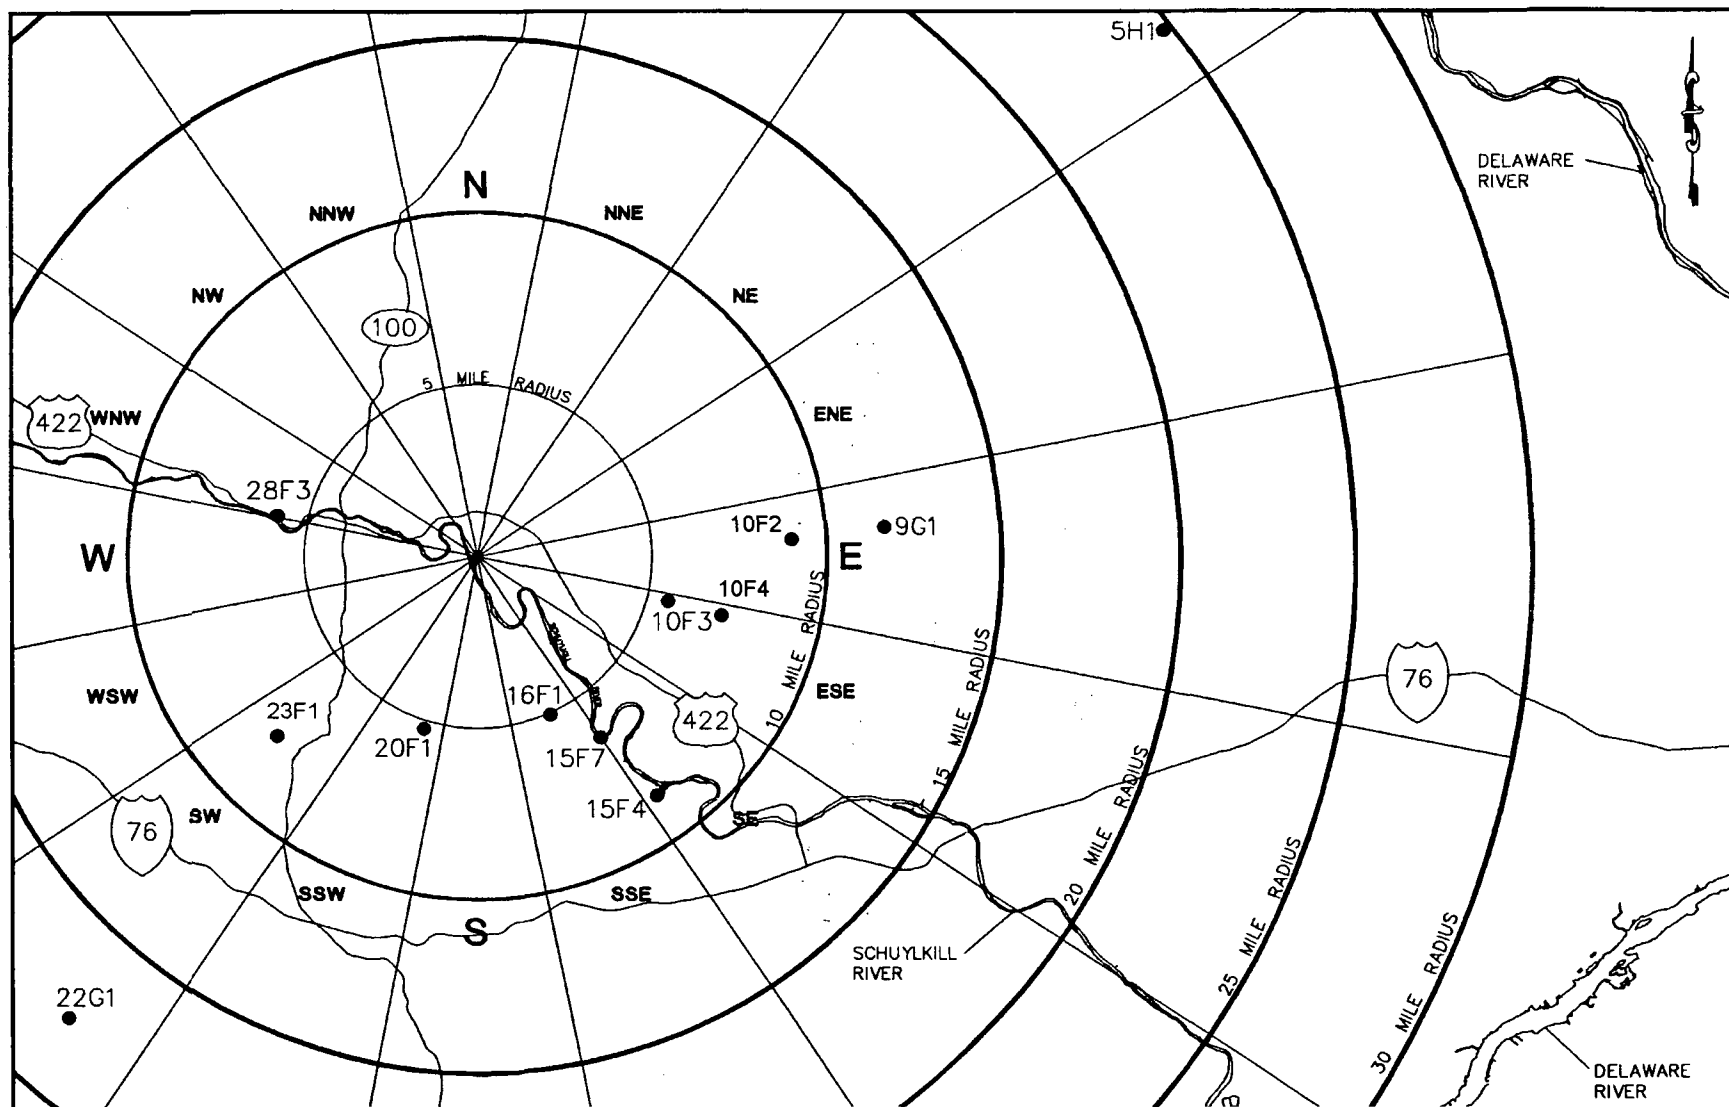 5H1
DELAWARE
RIVER
N
NNW
NNE
NW
NE
100
5 MILE RADIUS
422
WNW
ENE
28F3
10F2
9G1
W
E
10F4
10F3
SCHUYLKILL
RIVER
WSW
ESE
76
23F1
20F1
16F1
422
15F7
15F4
10 MILE RADIUS
15 MILE RADIUS
20 MILE RADIUS
25 MILE RADIUS
30 MILE RADIUS
SW
76
SE
SSW
SSE
S
SCHUYLKILL
RIVER
22G1
DELAWARE
RIVER